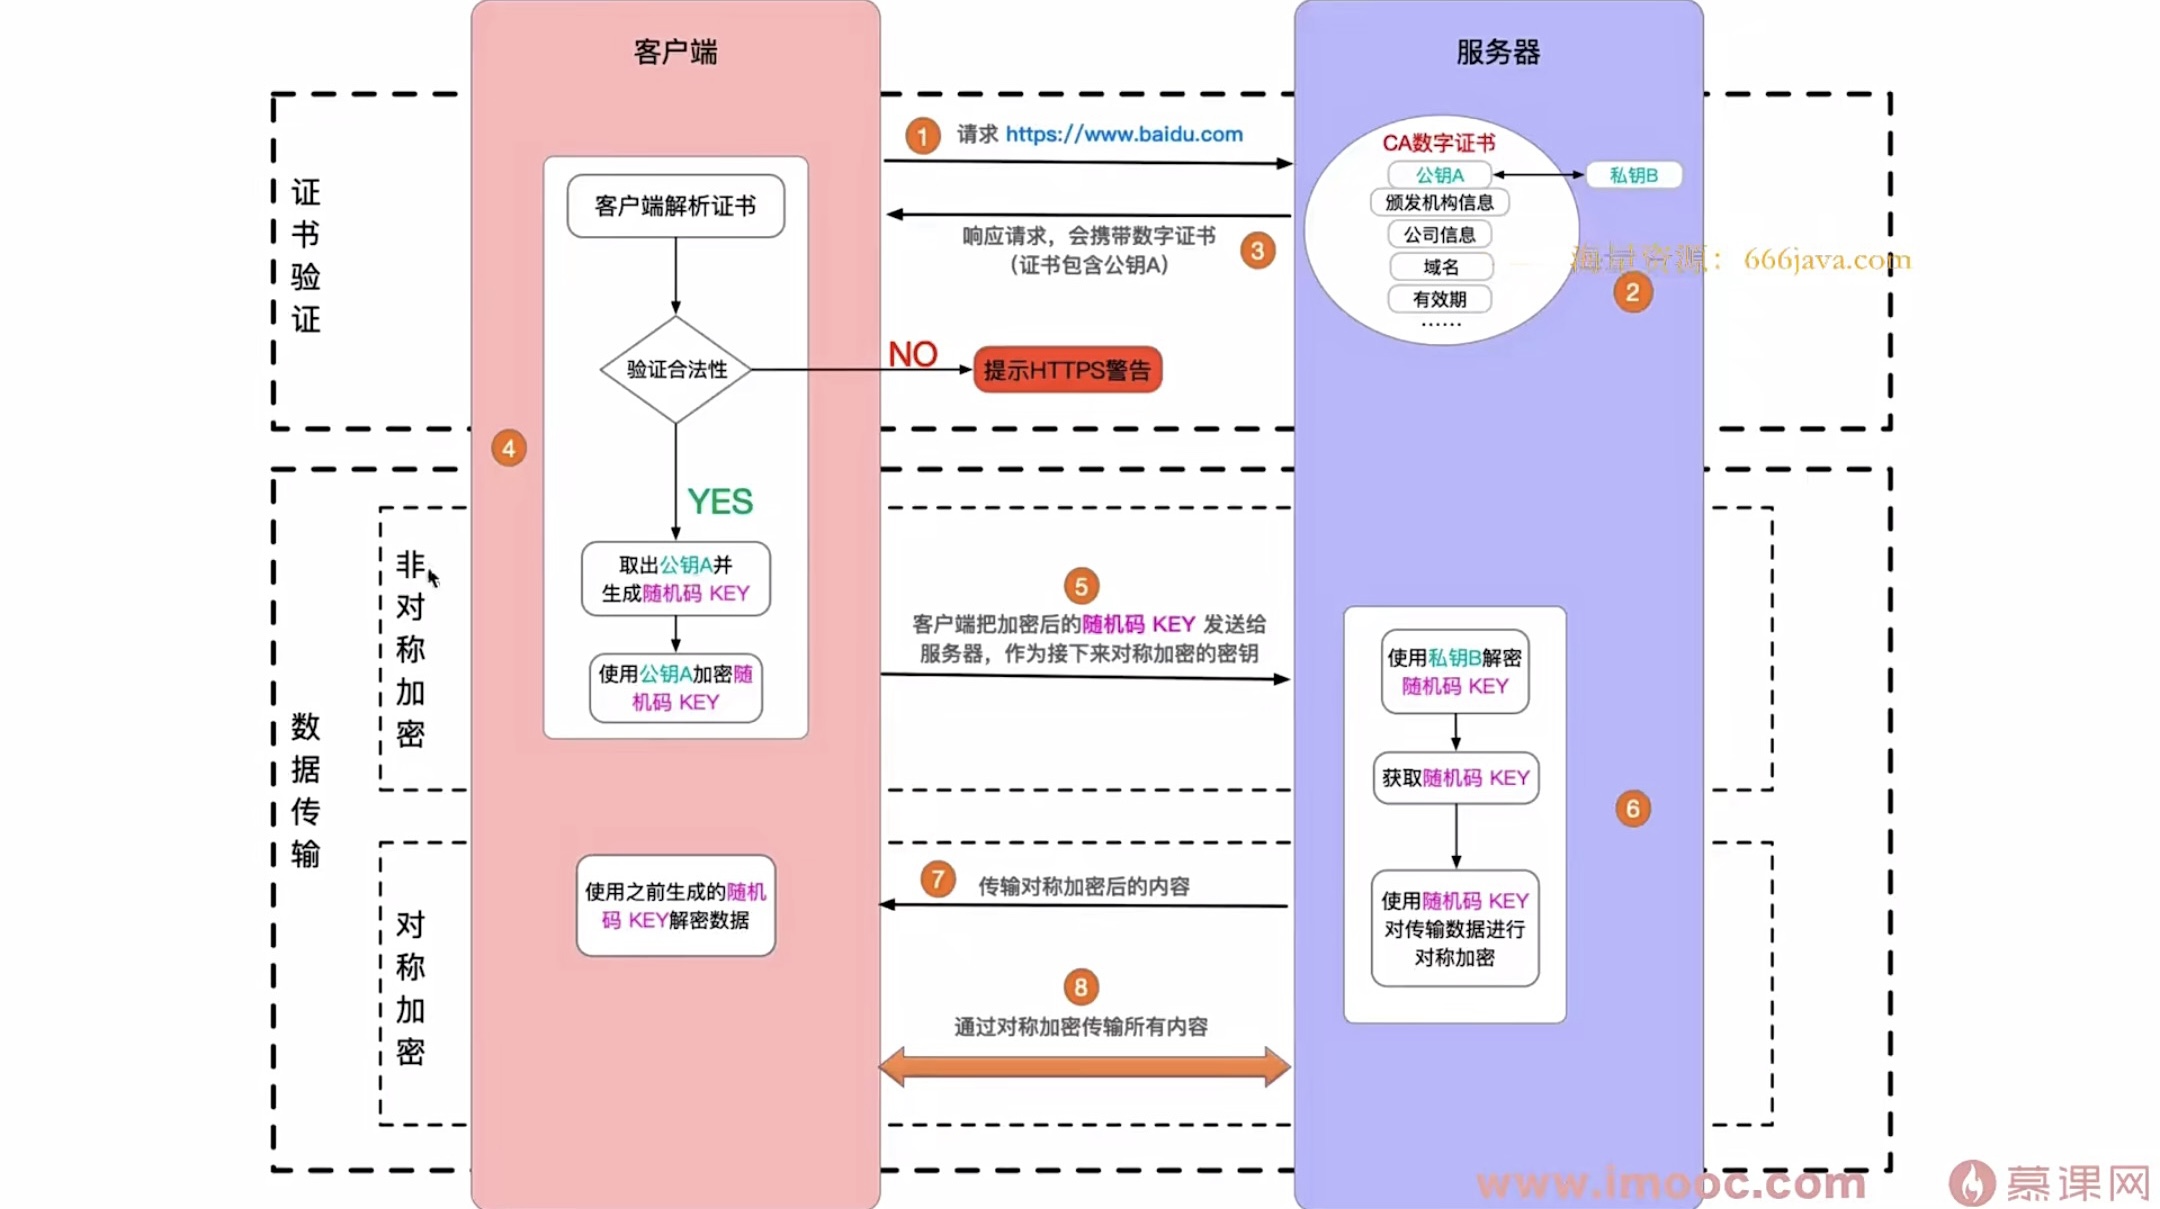 客户端
服务器
证书验证
1
请求 https://www.baidu.com
CA数字证书
公钥A
私钥B
颁发机构信息
公司信息
域名
有效期
......
海量资源：666java.com
2
响应请求，会携带数字证书
（证书包含公钥A）
3
客户端解析证书
验证合法性
NO
提示HTTPS警告
4
YES
数据传输
非对称加密
取出公钥A并
生成随机码 KEY
使用公钥A加密随
机码 KEY
5
客户端把加密后的随机码 KEY 发送给
服务器，作为接下来对称加密的密钥
使用私钥B解密
随机码 KEY
获取随机码 KEY
6
对称加密
使用之前生成的随机
码 KEY解密数据
7
传输对称加密后的内容
使用随机码 KEY
对传输数据进行
对称加密
8
通过对称加密传输所有内容
www.imooc.com
慕课网